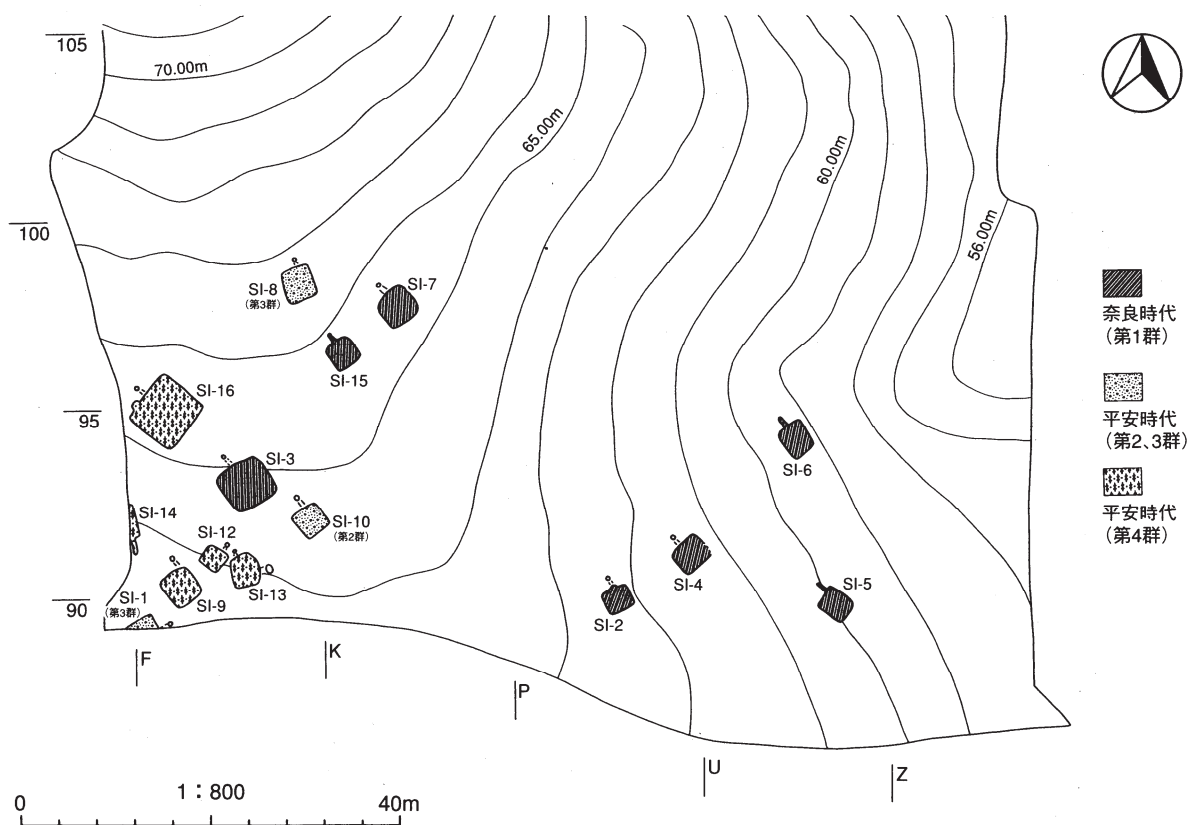 105
70.00m
65.00m
60.00m
56.00m
100
SI-8
(第3群)
SI-7
SI-15
SI-16
95
SI-3
SI-6
SI-14
SI-12
SI-10
(第2群)
SI-4
SI-1
(第3群)
SI-9
SI-13
SI-5
90
SI-2
F
K
P
U
Z
奈良時代
(第1群)
平安時代
(第2、3群)
平安時代
(第4群)
1:800
0
40m